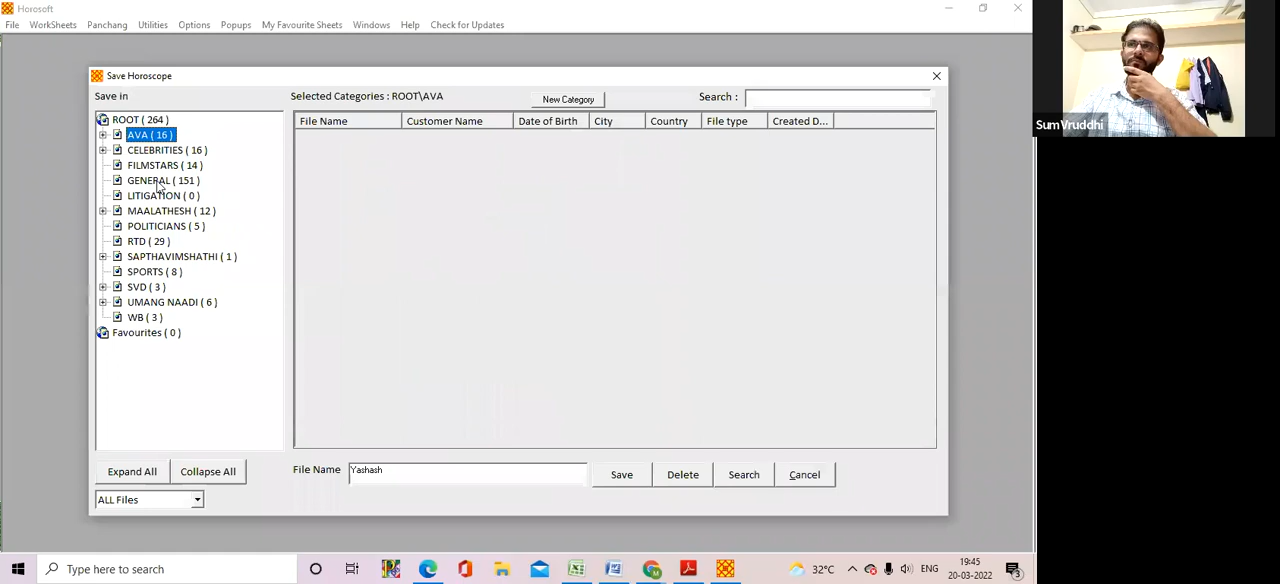 Horosoft
File WorkSheets Panchang Utilities Options Popups My Favourite Sheets Windows Help Check for Updates
Save Horoscope
Save in
Selected Categories : ROOT\AVA
New Category
Search :
File Name Customer Name Date of Birth City Country File type Created D...
ROOT ( 264 )
AVA ( 16 )
CELEBRITIES ( 16 )
FILMSTARS ( 14 )
GENERAL ( 151 )
LITIGATION ( 0 )
MAALATHESH ( 12 )
POLITICIANS ( 5 )
RTD ( 29 )
SAPTHAVIMSHATHI ( 1 )
SPORTS ( 8 )
SVD ( 3 )
UMANG NAADI ( 6 )
WB ( 3 )
Favourites ( 0 )
Expand All Collapse All
File Name Yashash Save Delete Search Cancel
ALL Files
Sum Vruddhi
Type here to search
32°C
ENG
19:45
20-03-2022
3